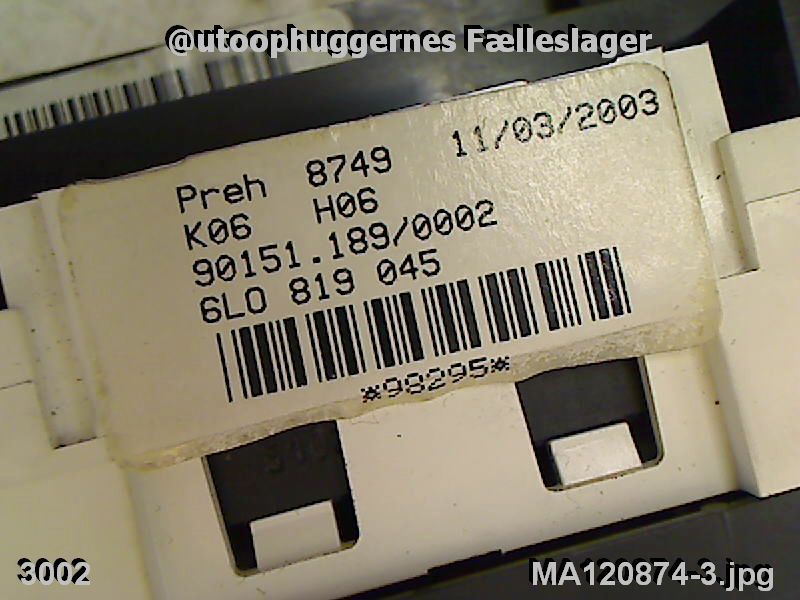 @utoophuggernes Fælleslager
Preh 8749 11/03/2003
K06 H06
90151.189/0002
6L0 819 045
*98295*
3002
MA120874-3.jpg